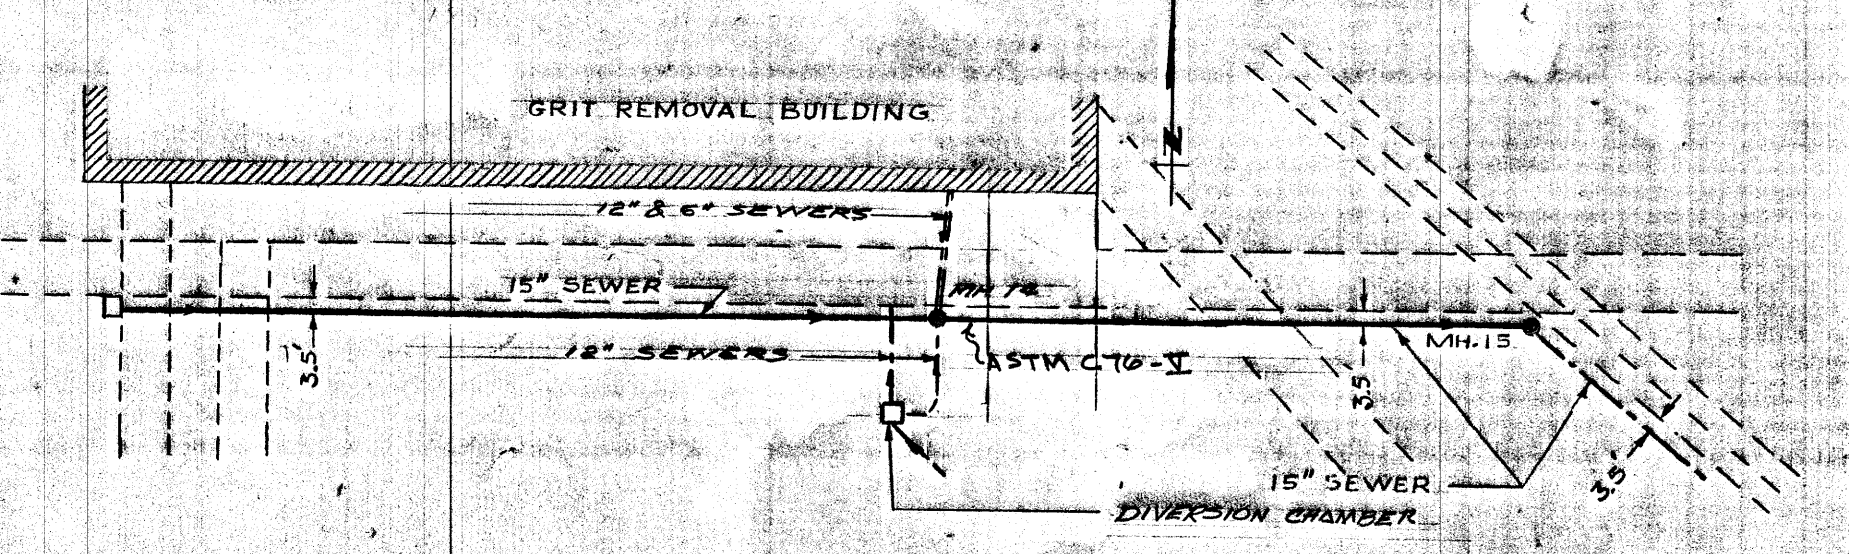 GRIT REMOVAL BUILDING
N
12" & 6" SEWERS
15" SEWER
MH 14
3.5'
12" SEWERS
ASTM C76-V
MH.15
3.5
15" SEWER
3.5'
DIVERSION CHAMBER